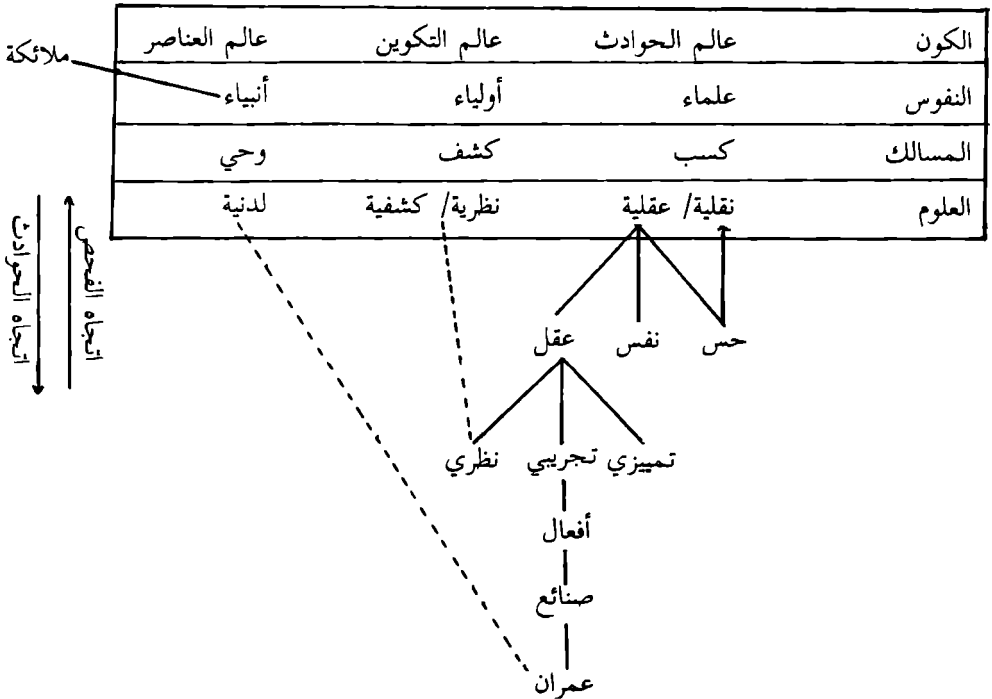 الكون عالم الحوادث عالم التكوين عالم العناصر
ملائكة
النفوس علماء أولياء أنبياء
المسالك كسب كشف وحي
العلوم نقلية/ عقلية نظرية/ كشفية لدنية
اتجاه الفحص
اتجاه الحوادث
حس نفس عقل
تمييزي تجريبي نظري
أفعال
صنائع
عمران